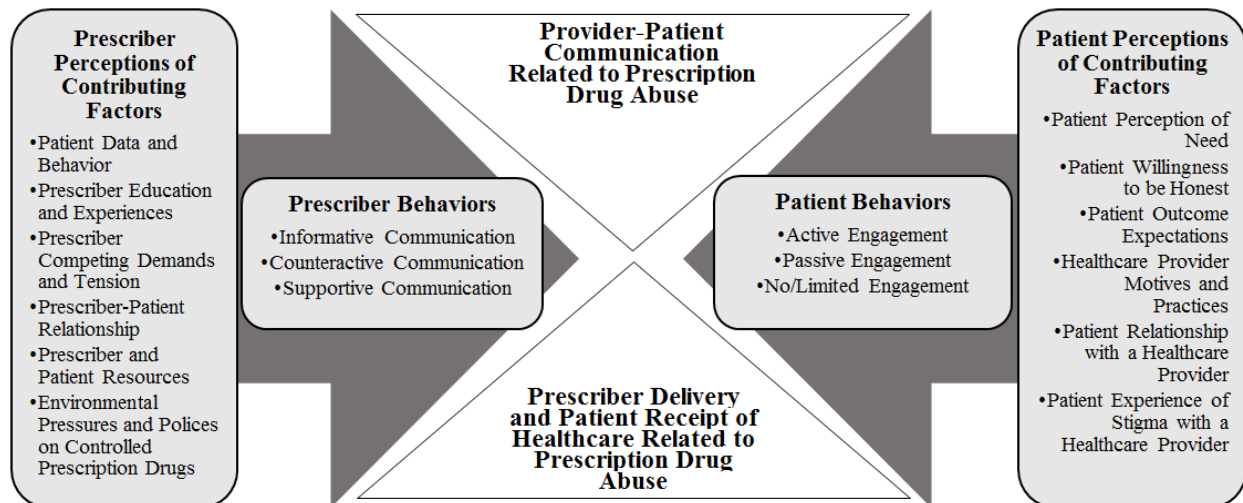 Prescriber
Perceptions of
Contributing
Factors
•Patient Data and
Behavior
•Prescriber Education
and Experiences
•Prescriber
Competing Demands
and Tension
•Prescriber-Patient
Relationship
•Prescriber and
Patient Resources
•Environmental
Pressures and Polices
on Controlled
Prescription Drugs
Prescriber Behaviors
•Informative Communication
•Counteractive Communication
•Supportive Communication
Provider-Patient
Communication
Related to Prescription
Drug Abuse
Prescriber Delivery
and Patient Receipt of
Healthcare Related to
Prescription Drug
Abuse
Patient Behaviors
•Active Engagement
•Passive Engagement
•No/Limited Engagement
Patient Perceptions
of Contributing
Factors
•Patient Perception of
Need
•Patient Willingness
to be Honest
•Patient Outcome
Expectations
•Healthcare Provider
Motives and
Practices
•Patient Relationship
with a Healthcare
Provider
•Patient Experience of
Stigma with a
Healthcare Provider